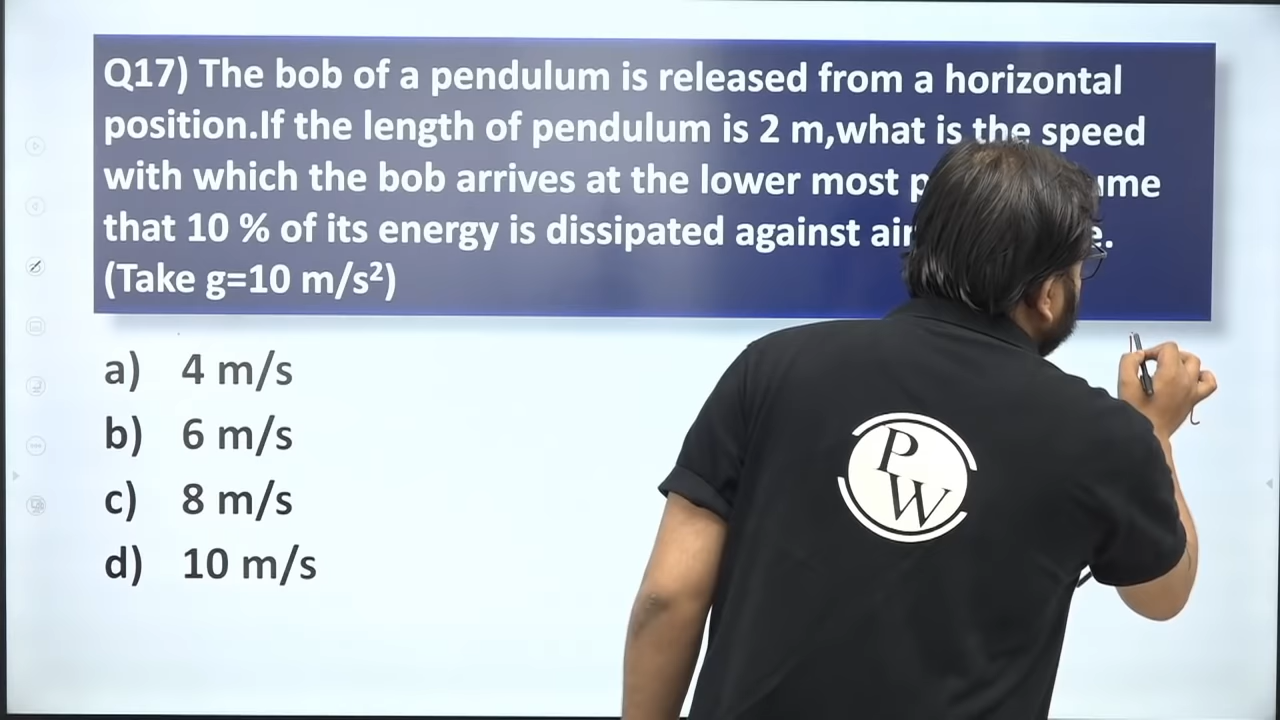 Q17) The bob of a pendulum is released from a horizontal
position.If the length of pendulum is 2 m,what is the speed
with which the bob arrives at the lower most
that 10 % of its energy is dissipated against air
(Take g=10 m/s²)
a) 4 m/s
b) 6 m/s
c) 8 m/s
d) 10 m/s
P
W